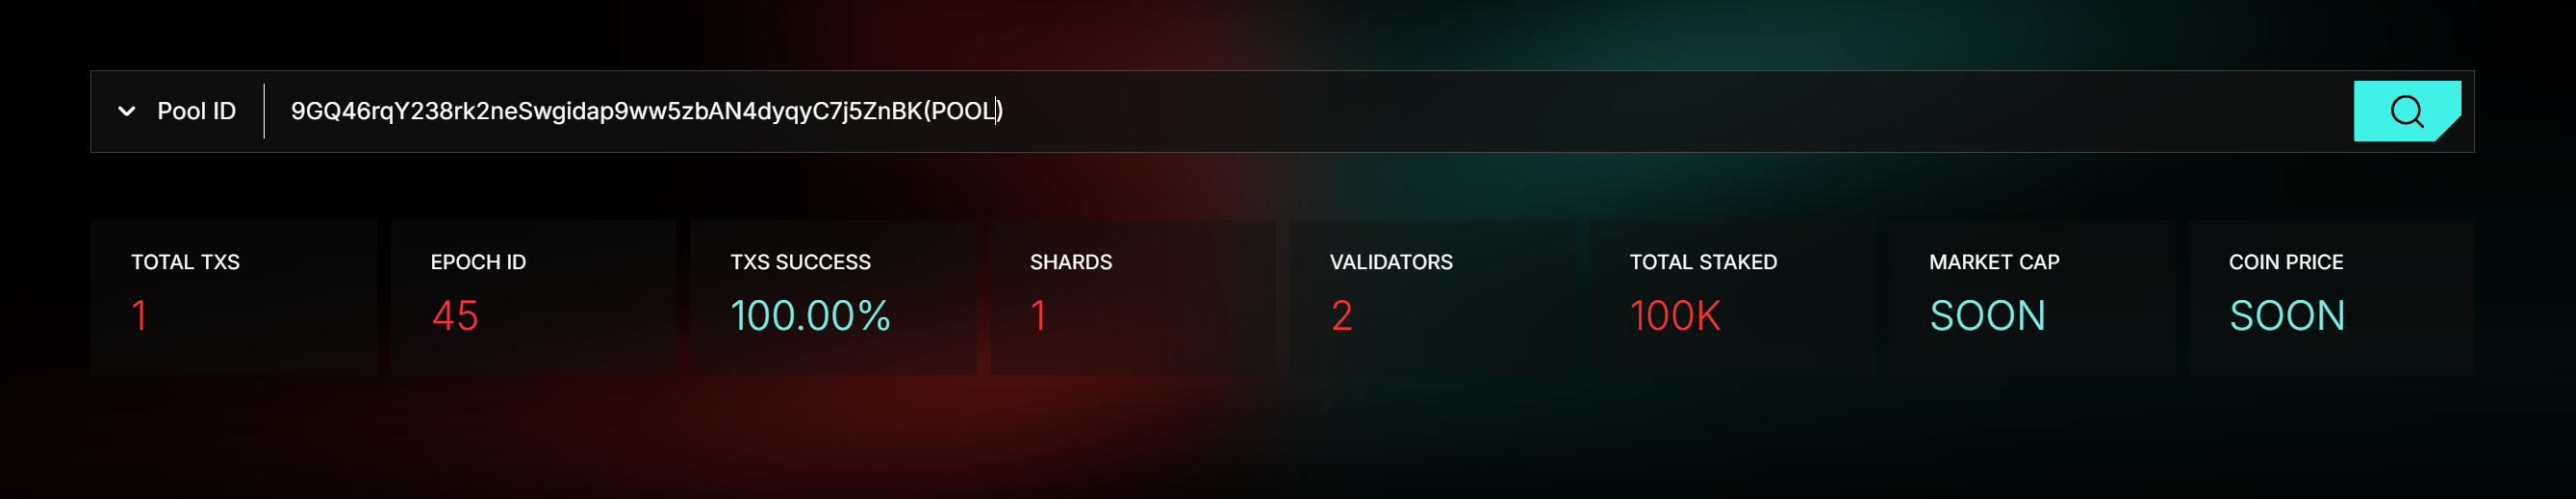 Pool ID 9GQ46rqY238rk2neSwgidap9ww5zbAN4dyqyC7j5ZnBK(POOL)
TOTAL TXS EPOCH ID TXS SUCCESS SHARDS VALIDATORS TOTAL STAKED MARKET CAP COIN PRICE
1 45 100.00% 1 2 100K SOON SOON